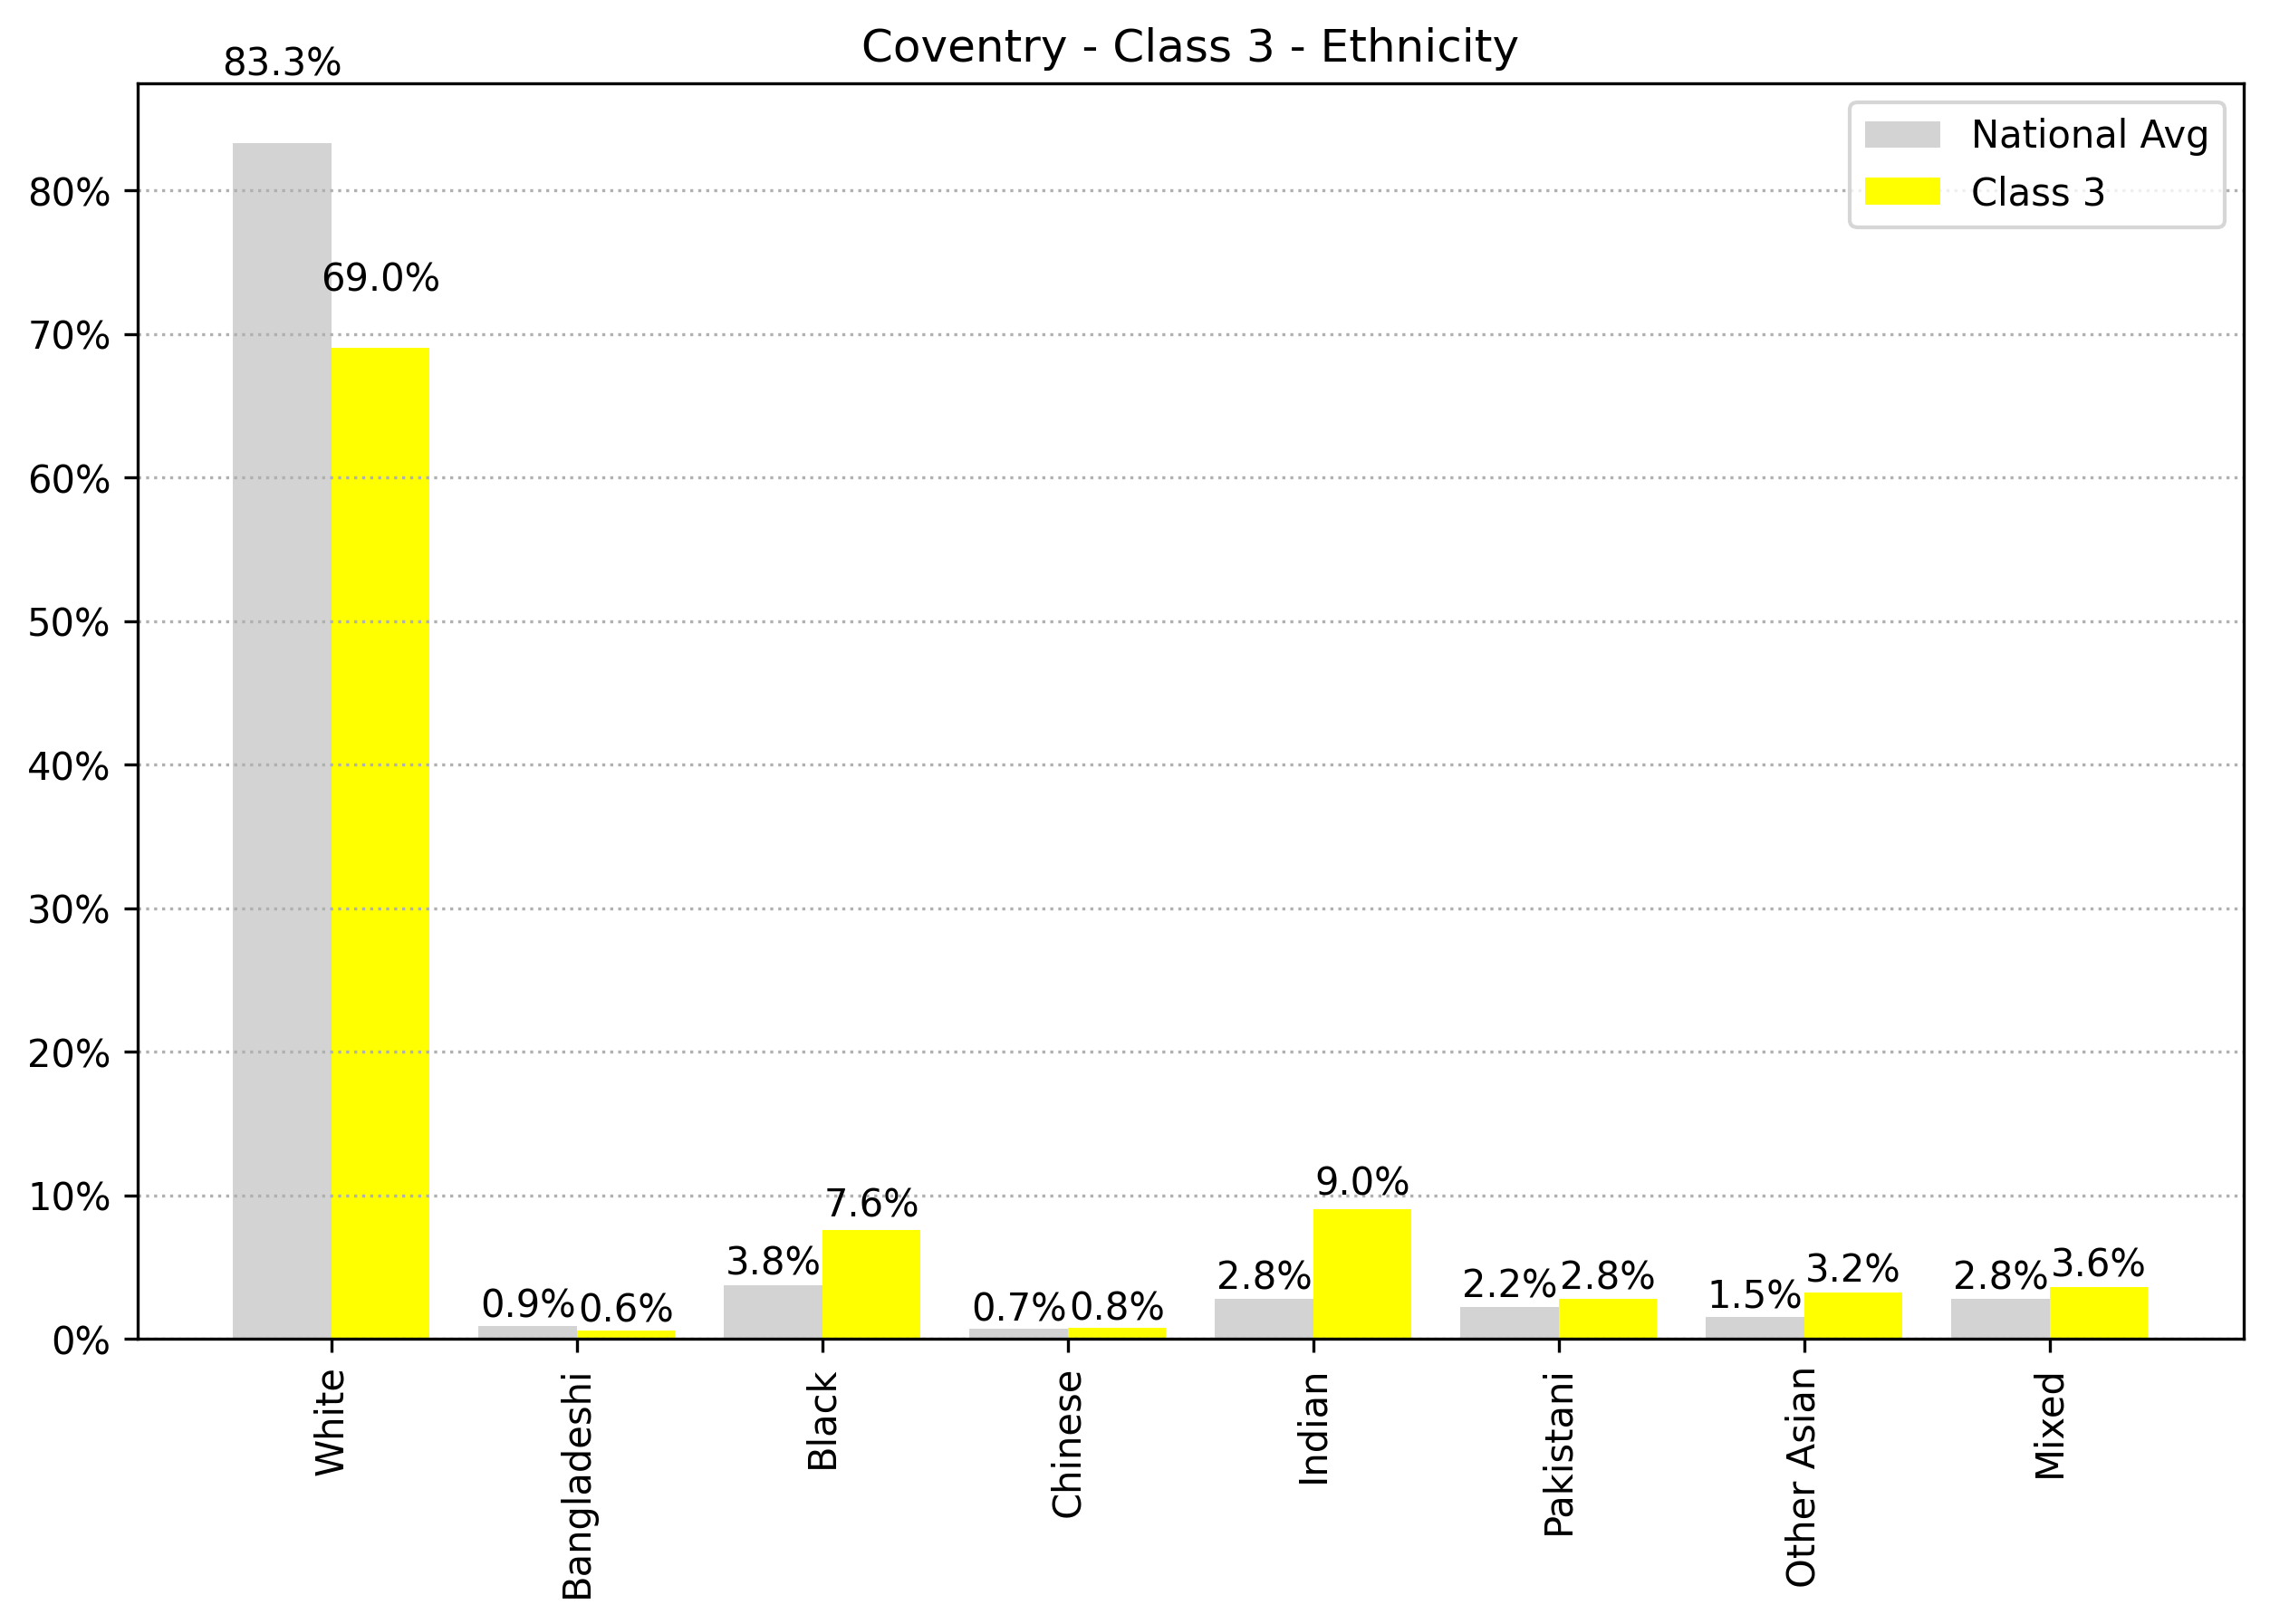 Coventry - Class 3 - Ethnicity
National Avg
Class 3
80%
70%
60%
50%
40%
30%
20%
10%
0%
83.3%
69.0%
0.9%
0.6%
3.8%
7.6%
0.7%
0.8%
2.8%
9.0%
2.2%
2.8%
1.5%
3.2%
2.8%
3.6%
White
Bangladeshi
Black
Chinese
Indian
Pakistani
Other Asian
Mixed